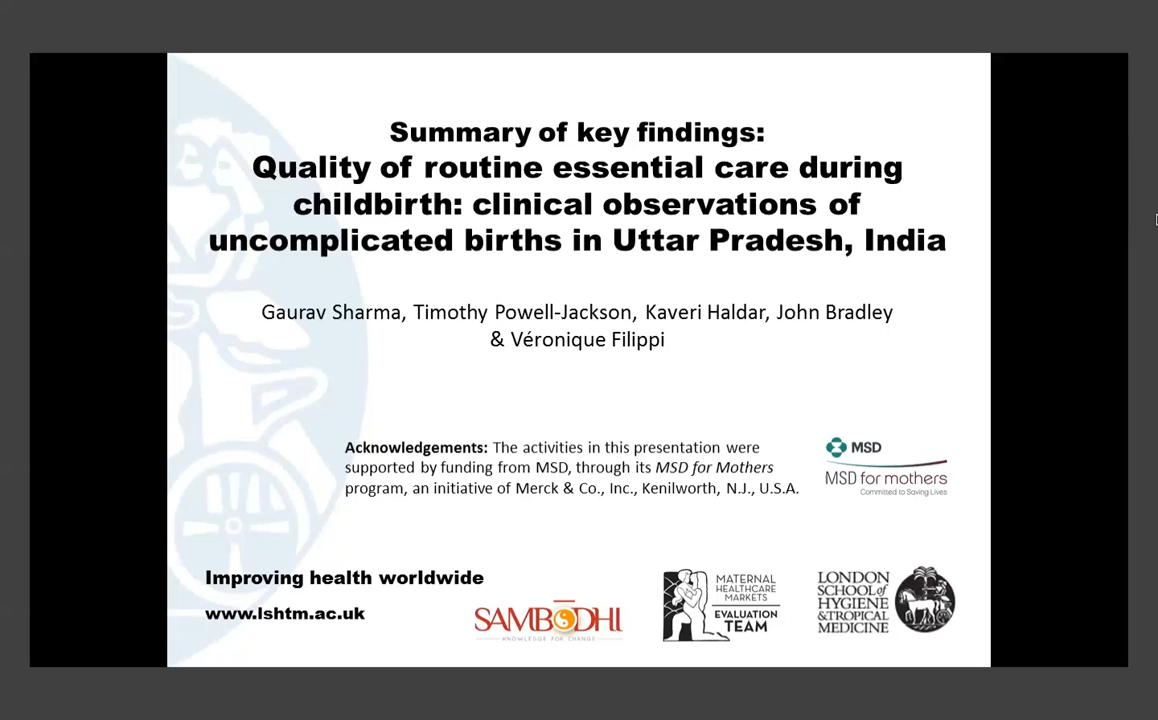 Summary of key findings:
Quality of routine essential care during
childbirth: clinical observations of
uncomplicated births in Uttar Pradesh, India
Gaurav Sharma, Timothy Powell-Jackson, Kaveri Haldar, John Bradley
& Véronique Filippi
Acknowledgements: The activities in this presentation were
supported by funding from MSD, through its MSD for Mothers
program, an initiative of Merck & Co., Inc., Kenilworth, N.J., U.S.A.
MSD
MSD for mothers
Committed to Saving Lives
Improving health worldwide
www.lshtm.ac.uk
SAMBODHI
KNOWLEDGE FOR CHANGE
MATERNAL
HEALTHCARE
MARKETS
EVALUATION
TEAM
LONDON
SCHOOL of
HYGIENE
& TROPICAL
MEDICINE